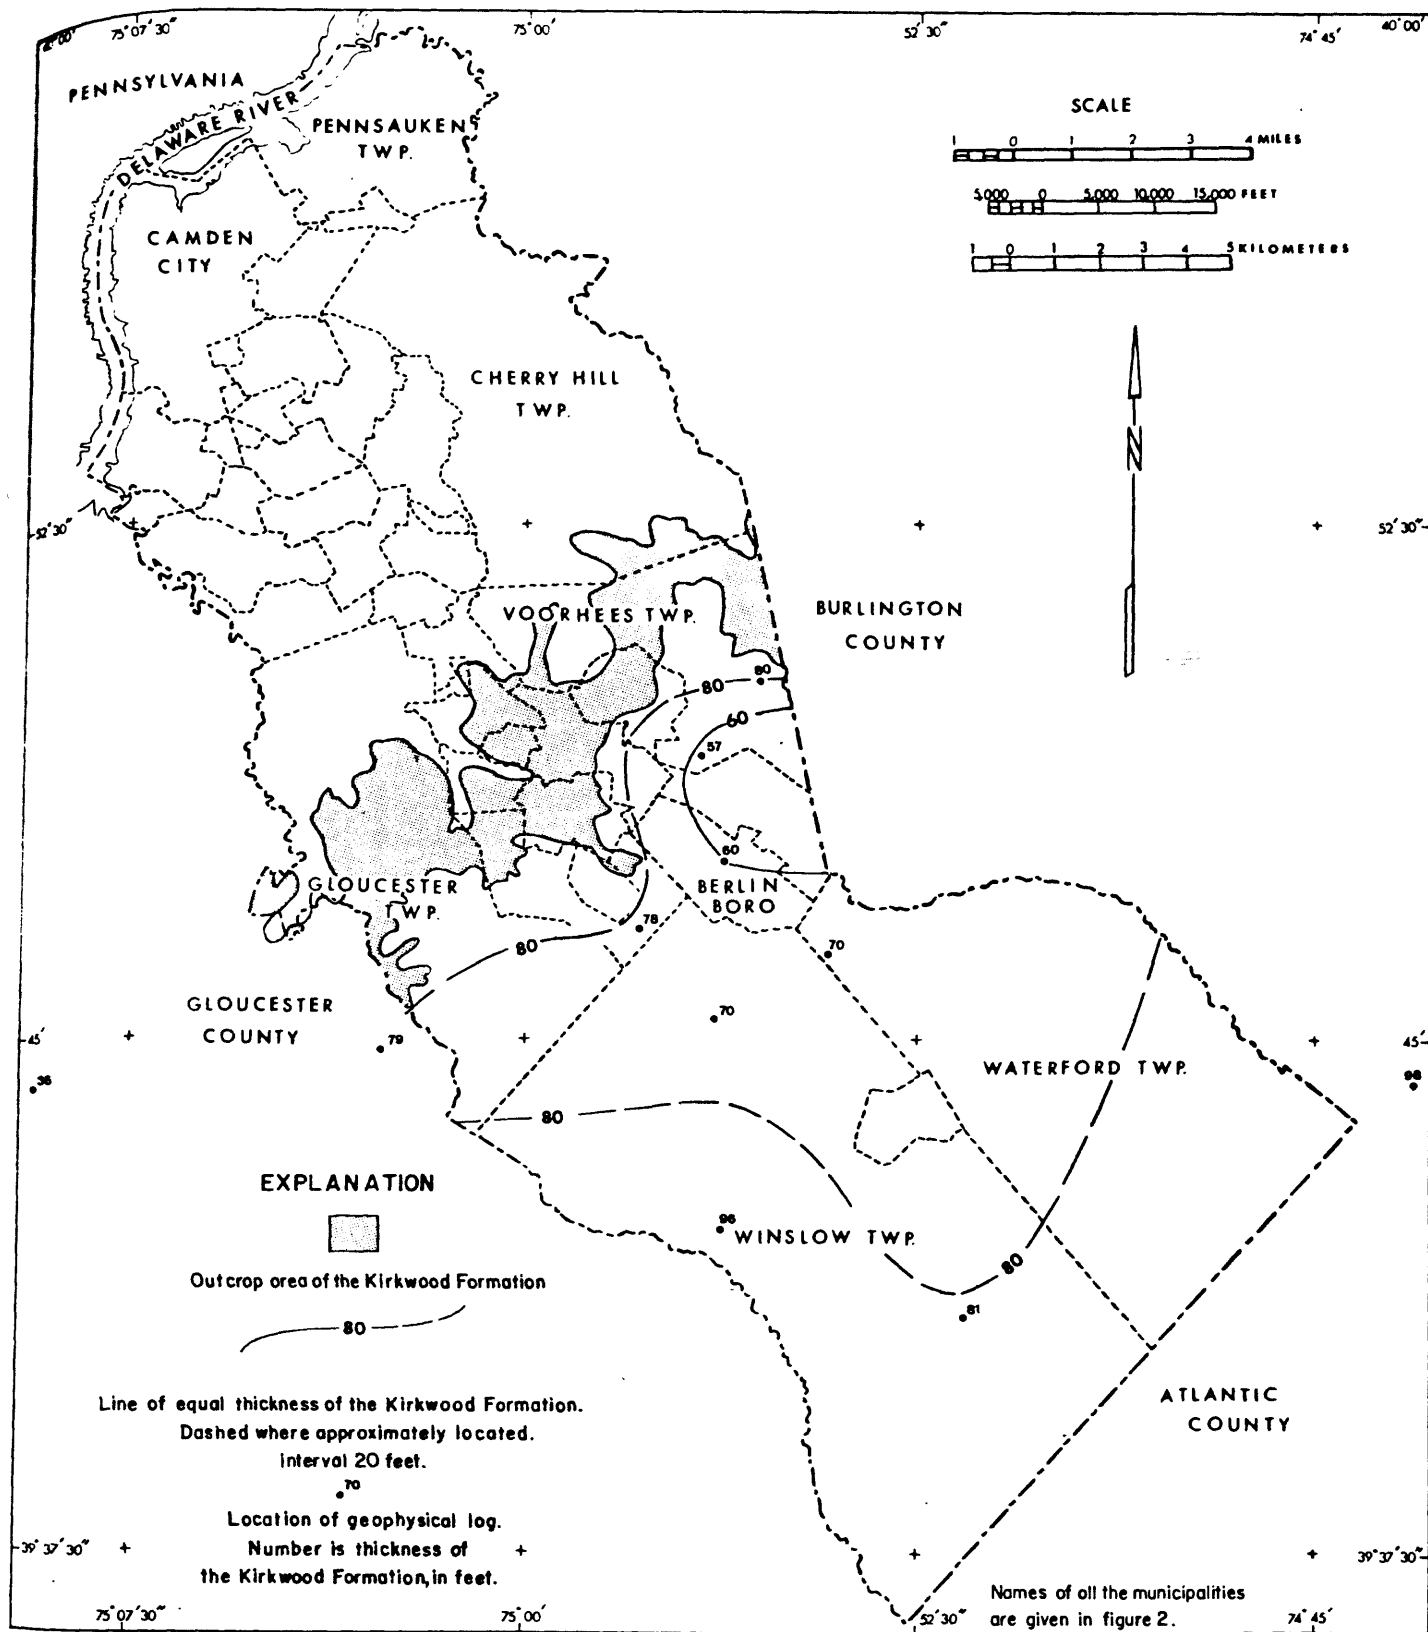 75° 07' 30"
75° 00'
52' 30"
74° 45'
40° 00'
PENNSYLVANIA
DELAWARE RIVER
PENNSAUKEN
TWP.
SCALE
1 0 1 2 3 4 MILES
5,000 0 5,000 10,000 15,000 FEET
1 0 1 2 3 4 5 KILOMETERS
CAMDEN
CITY
CHERRY HILL
TWP.
N
52' 30"
52' 30"
VOORHEES TWP.
BURLINGTON
COUNTY
80
80
60
57
60
BERLIN
BORO
GLOUCESTER
TWP.
80
78
70
GLOUCESTER
COUNTY
70
79
45'
45'
36
98
WATERFORD TWP.
80
EXPLANATION
96
WINSLOW TWP.
80
81
Outcrop area of the Kirkwood Formation
80
Line of equal thickness of the Kirkwood Formation.
Dashed where approximately located.
interval 20 feet.
70
Location of geophysical log.
Number is thickness of
the Kirkwood Formation, in feet.
ATLANTIC
COUNTY
39° 37' 30"
39° 37' 30"
Names of all the municipalities
are given in figure 2.
75° 07' 30"
75° 00'
52' 30"
74° 45'